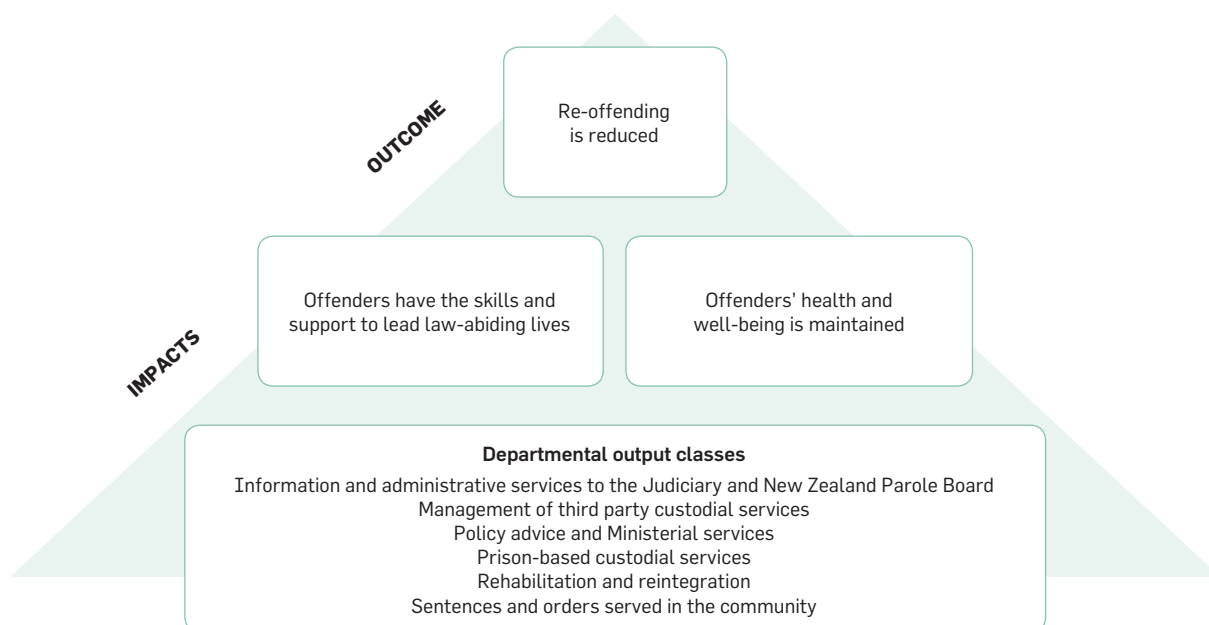 OUTCOME
Re-offending
is reduced
IMPACTS
Offenders have the skills and
support to lead law-abiding lives
Offenders’ health and
well-being is maintained
Departmental output classes
Information and administrative services to the Judiciary and New Zealand Parole Board
Management of third party custodial services
Policy advice and Ministerial services
Prison-based custodial services
Rehabilitation and reintegration
Sentences and orders served in the community